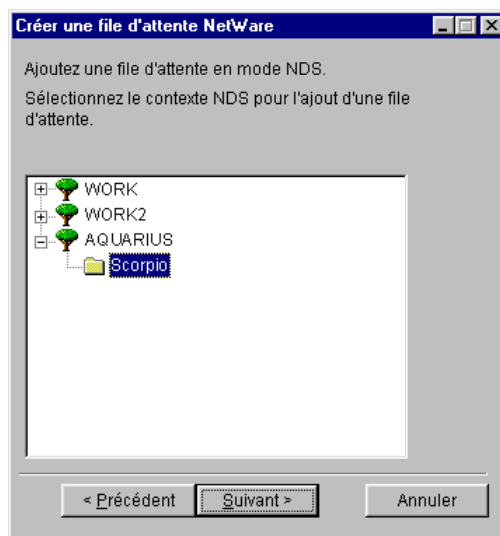 Créer une file d'attente NetWare
Ajoutez une file d'attente en mode NDS.
Sélectionnez le contexte NDS pour l'ajout d'une file
d'attente.
WORK
WORK2
AQUARIUS
Scorpio
< Précédent
Suivant >
Annuler